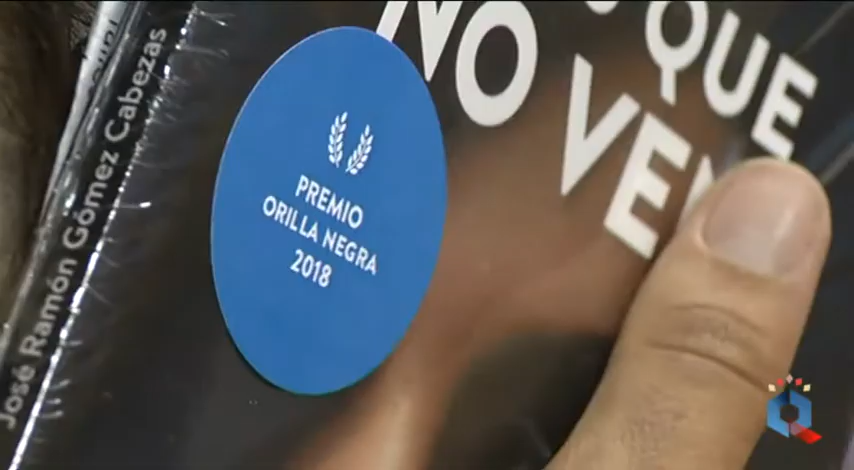 José Ramón Gómez Cabezas
PREMIO
ORILLA NEGRA
2018
QUE
NO VE